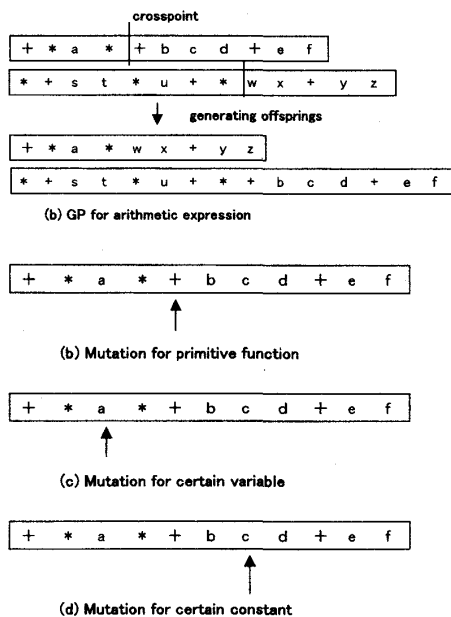 crosspoint
+ * a * + b c d + e f
* + s t * u + * w x + y z
generating offsprings
+ * a * w x + y z
* + s t * u + * + b c d + e f
(b) GP for arithmetic expression
+ * a * + b c d + e f
(b) Mutation for primitive function
+ * a * + b c d + e f
(c) Mutation for certain variable
+ * a * + b c d + e f
(d) Mutation for certain constant